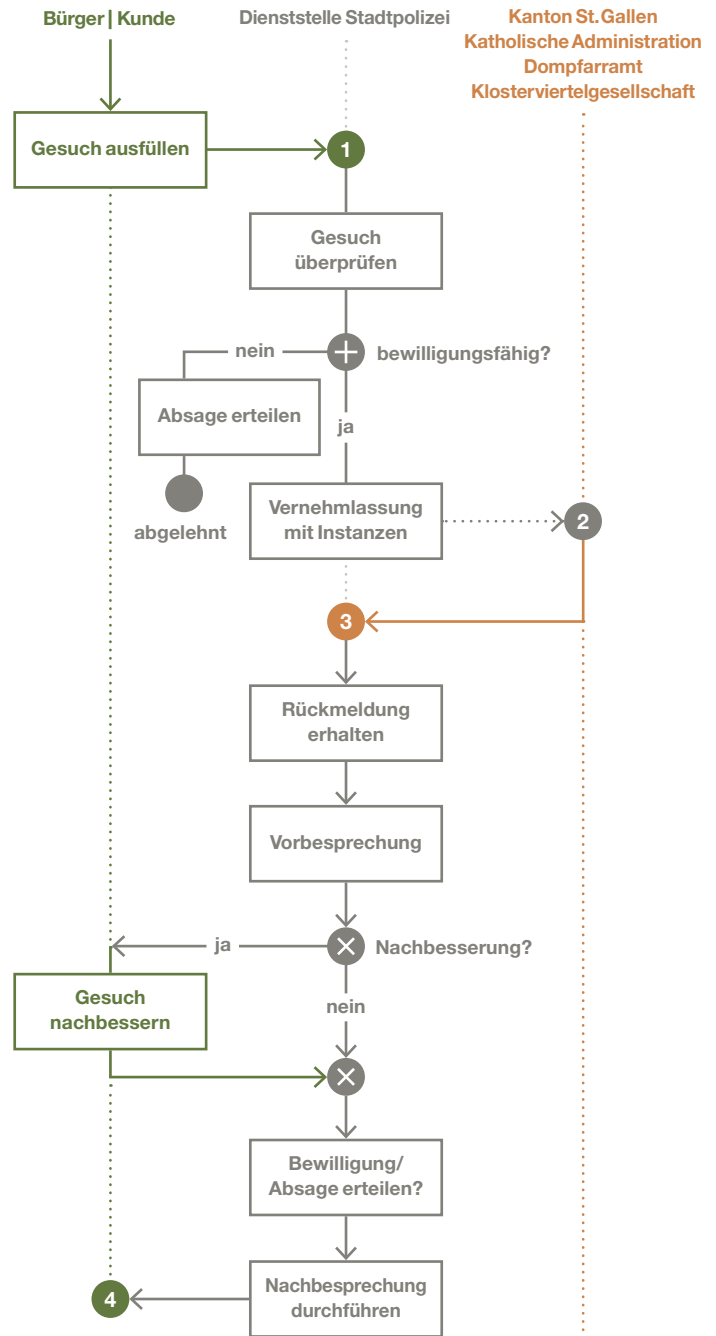 Bürger | Kunde
Dienststelle Stadtpolizei
Kanton St. Gallen
Katholische Administration
Dompfarramt
Klosterviertelgesellschaft
Gesuch ausfüllen
1
Gesuch
überprüfen
nein
bewilligungsfähig?
Absage erteilen
ja
abgelehnt
Vernehmlassung
mit Instanzen
2
3
Rückmeldung
erhalten
Vorbesprechung
ja
Nachbesserung?
Gesuch
nachbessern
nein
Bewilligung/
Absage erteilen?
4
Nachbesprechung
durchführen